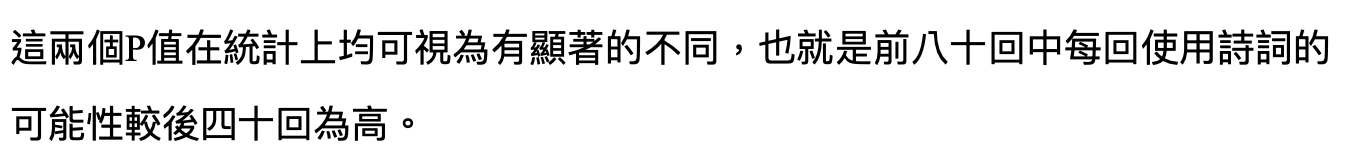 這兩個P值在統計上均可視為有顯著的不同，也就是前八十回中每回使用詩詞的
可能性較後四十回為高。